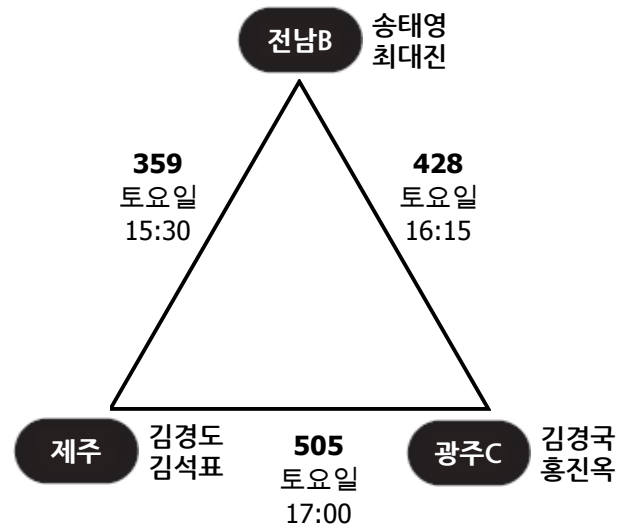 전남B
송태영
최대진
359
토요일
15:30
428
토요일
16:15
제주
김경도
김석표
505
토요일
17:00
광주C
김경국
홍진옥